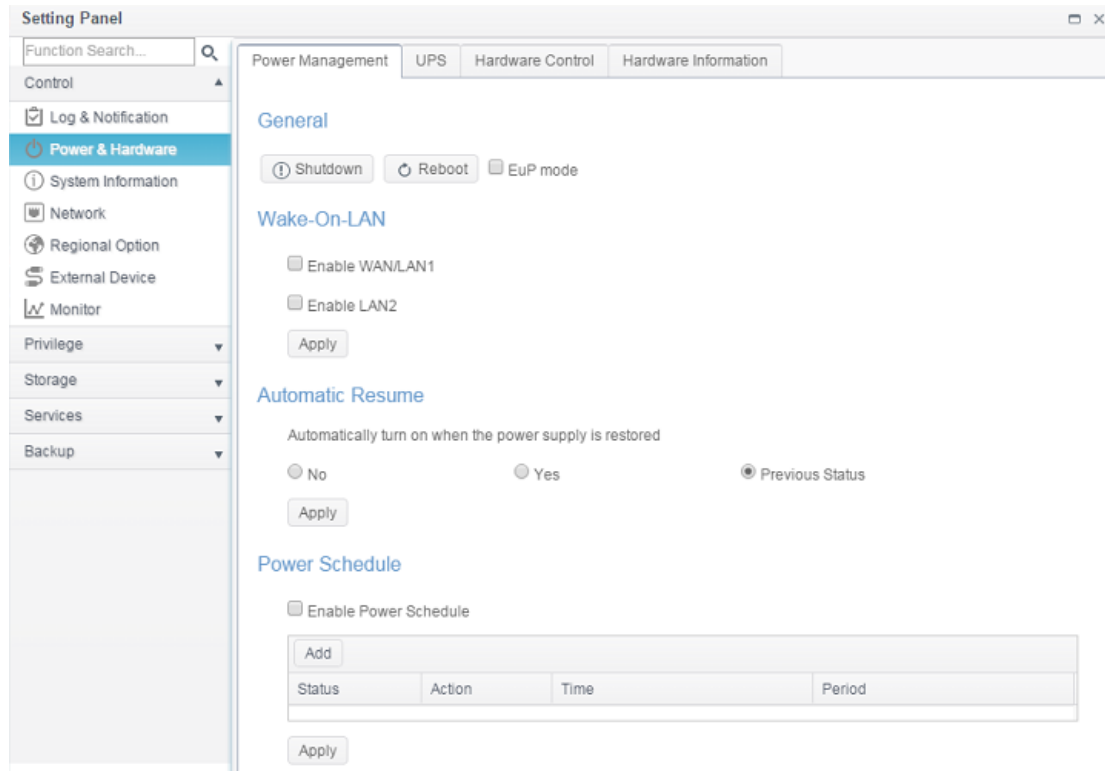 Setting Panel
Function Search...
Control
Log & Notification
Power & Hardware
System Information
Network
Regional Option
External Device
Monitor
Privilege
Storage
Services
Backup
Power Management UPS Hardware Control Hardware Information
General
Shutdown Reboot EuP mode
Wake-On-LAN
Enable WAN/LAN1
Enable LAN2
Apply
Automatic Resume
Automatically turn on when the power supply is restored
No Yes Previous Status
Apply
Power Schedule
Enable Power Schedule
Add
Status Action Time Period
Apply